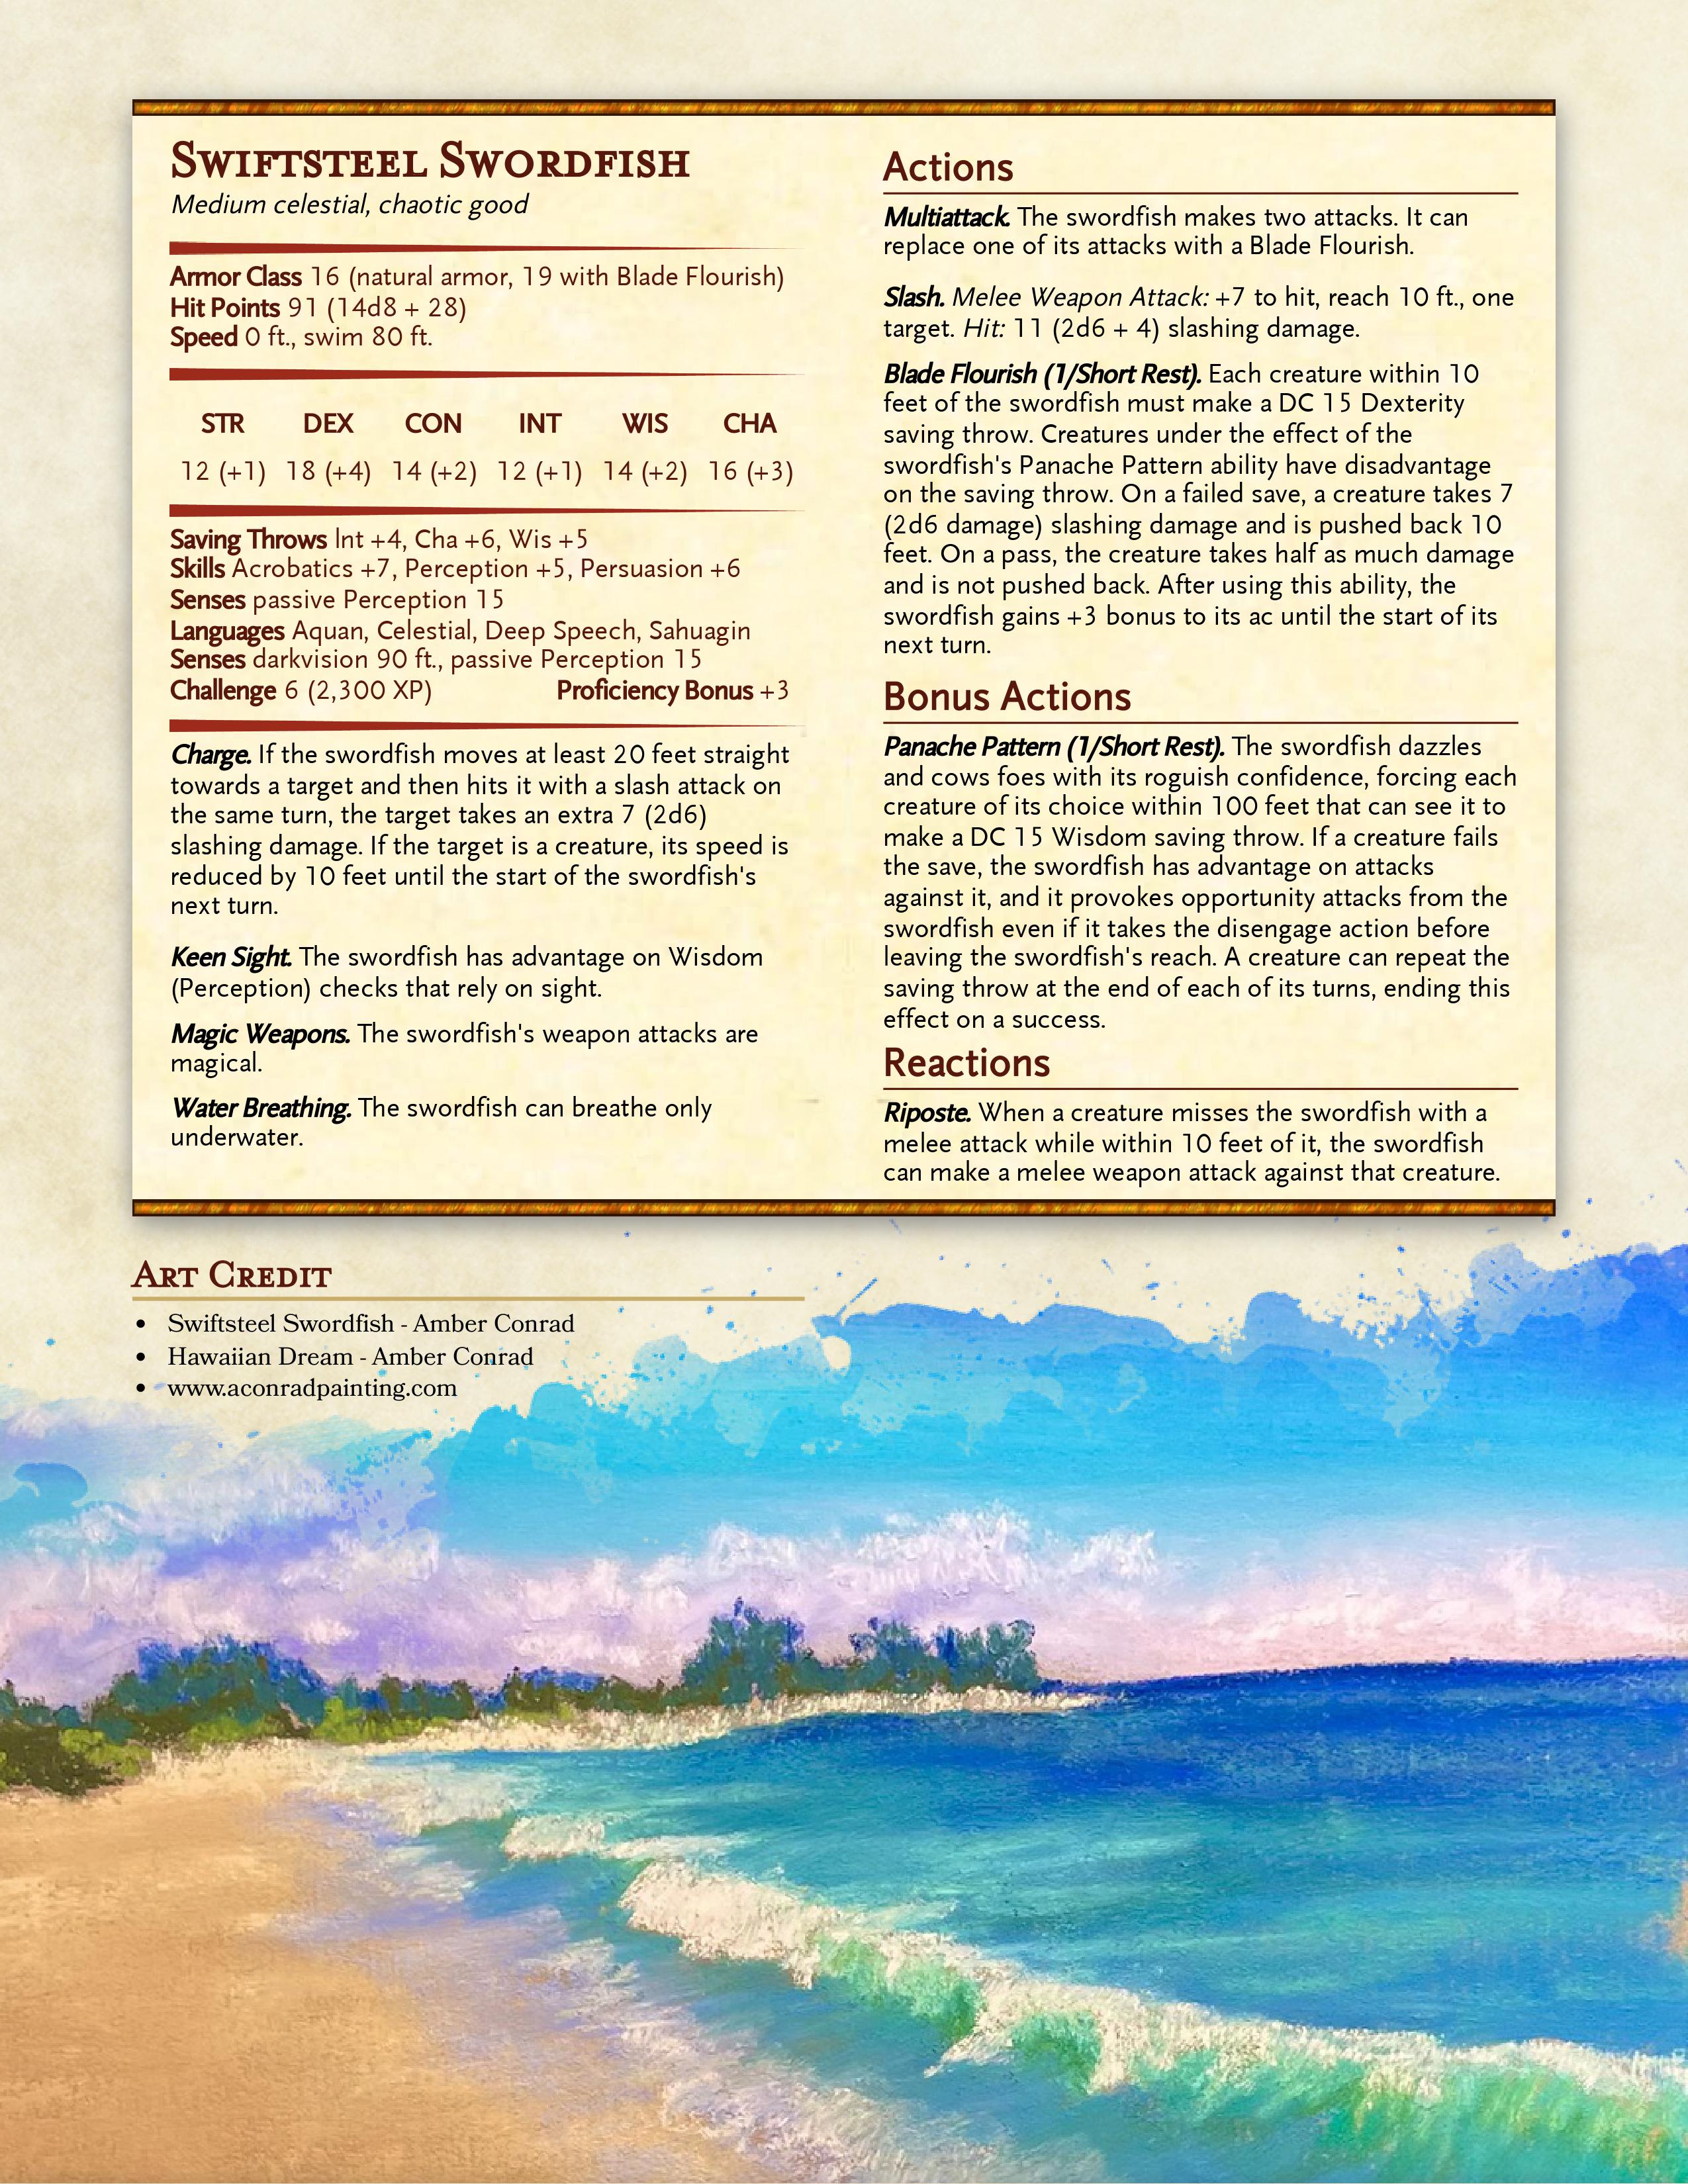 Swiftsteel Swordfish
Medium celestial, chaotic good
Armor Class 16 (natural armor, 19 with Blade Flourish)
Hit Points 91 (14d8 + 28)
Speed 0 ft., swim 80 ft.
STR DEX CON INT WIS CHA
12 (+1) 18 (+4) 14 (+2) 12 (+1) 14 (+2) 16 (+3)
Saving Throws Int +4, Cha +6, Wis +5
Skills Acrobatics +7, Perception +5, Persuasion +6
Senses passive Perception 15
Languages Aquan, Celestial, Deep Speech, Sahuagin
Senses darkvision 90 ft., passive Perception 15
Challenge 6 (2,300 XP) Proficiency Bonus +3
Charge. If the swordfish moves at least 20 feet straight
towards a target and then hits it with a slash attack on
the same turn, the target takes an extra 7 (2d6)
slashing damage. If the target is a creature, its speed is
reduced by 10 feet until the start of the swordfish's
next turn.
Keen Sight. The swordfish has advantage on Wisdom
(Perception) checks that rely on sight.
Magic Weapons. The swordfish's weapon attacks are
magical.
Water Breathing. The swordfish can breathe only
underwater.
Actions
Multiattack. The swordfish makes two attacks. It can
replace one of its attacks with a Blade Flourish.
Slash. Melee Weapon Attack: +7 to hit, reach 10 ft., one
target. Hit: 11 (2d6 + 4) slashing damage.
Blade Flourish (1/Short Rest). Each creature within 10
feet of the swordfish must make a DC 15 Dexterity
saving throw. Creatures under the effect of the
swordfish's Panache Pattern ability have disadvantage
on the saving throw. On a failed save, a creature takes 7
(2d6 damage) slashing damage and is pushed back 10
feet. On a pass, the creature takes half as much damage
and is not pushed back. After using this ability, the
swordfish gains +3 bonus to its ac until the start of its
next turn.
Bonus Actions
Panache Pattern (1/Short Rest). The swordfish dazzles
and cows foes with its roguish confidence, forcing each
creature of its choice within 100 feet that can see it to
make a DC 15 Wisdom saving throw. If a creature fails
the save, the swordfish has advantage on attacks
against it, and it provokes opportunity attacks from the
swordfish even if it takes the disengage action before
leaving the swordfish's reach. A creature can repeat the
saving throw at the end of each of its turns, ending this
effect on a success.
Reactions
Riposte. When a creature misses the swordfish with a
melee attack while within 10 feet of it, the swordfish
can make a melee weapon attack against that creature.
Art Credit
• Swiftsteel Swordfish - Amber Conrad
• Hawaiian Dream - Amber Conrad
• www.aconradpainting.com